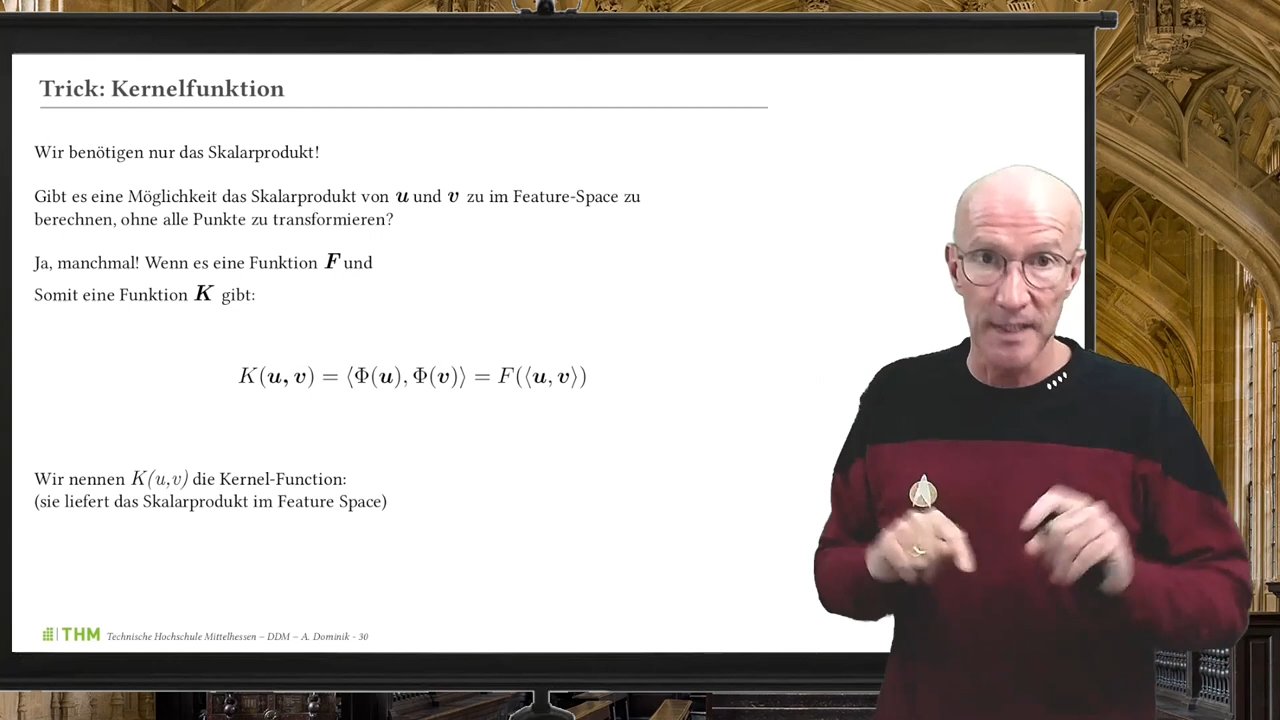 Trick: Kernelfunktion
Wir benötigen nur das Skalarprodukt!
Gibt es eine Möglichkeit das Skalarprodukt von u und v zu im Feature-Space zu
berechnen, ohne alle Punkte zu transformieren?
Ja, manchmal! Wenn es eine Funktion F und
Somit eine Funktion K gibt:
K(u, v) = ⟨Φ(u), Φ(v)⟩ = F(⟨u, v⟩)
Wir nennen K(u,v) die Kernel-Function:
(sie liefert das Skalarprodukt im Feature Space)
THM Technische Hochschule Mittelhessen – DDM – A. Dominik - 30